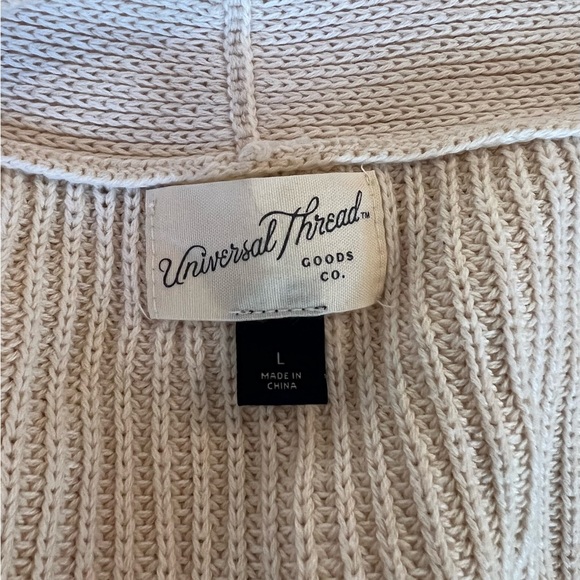 Universal Thread™
GOODS
CO.
L
MADE IN
CHINA